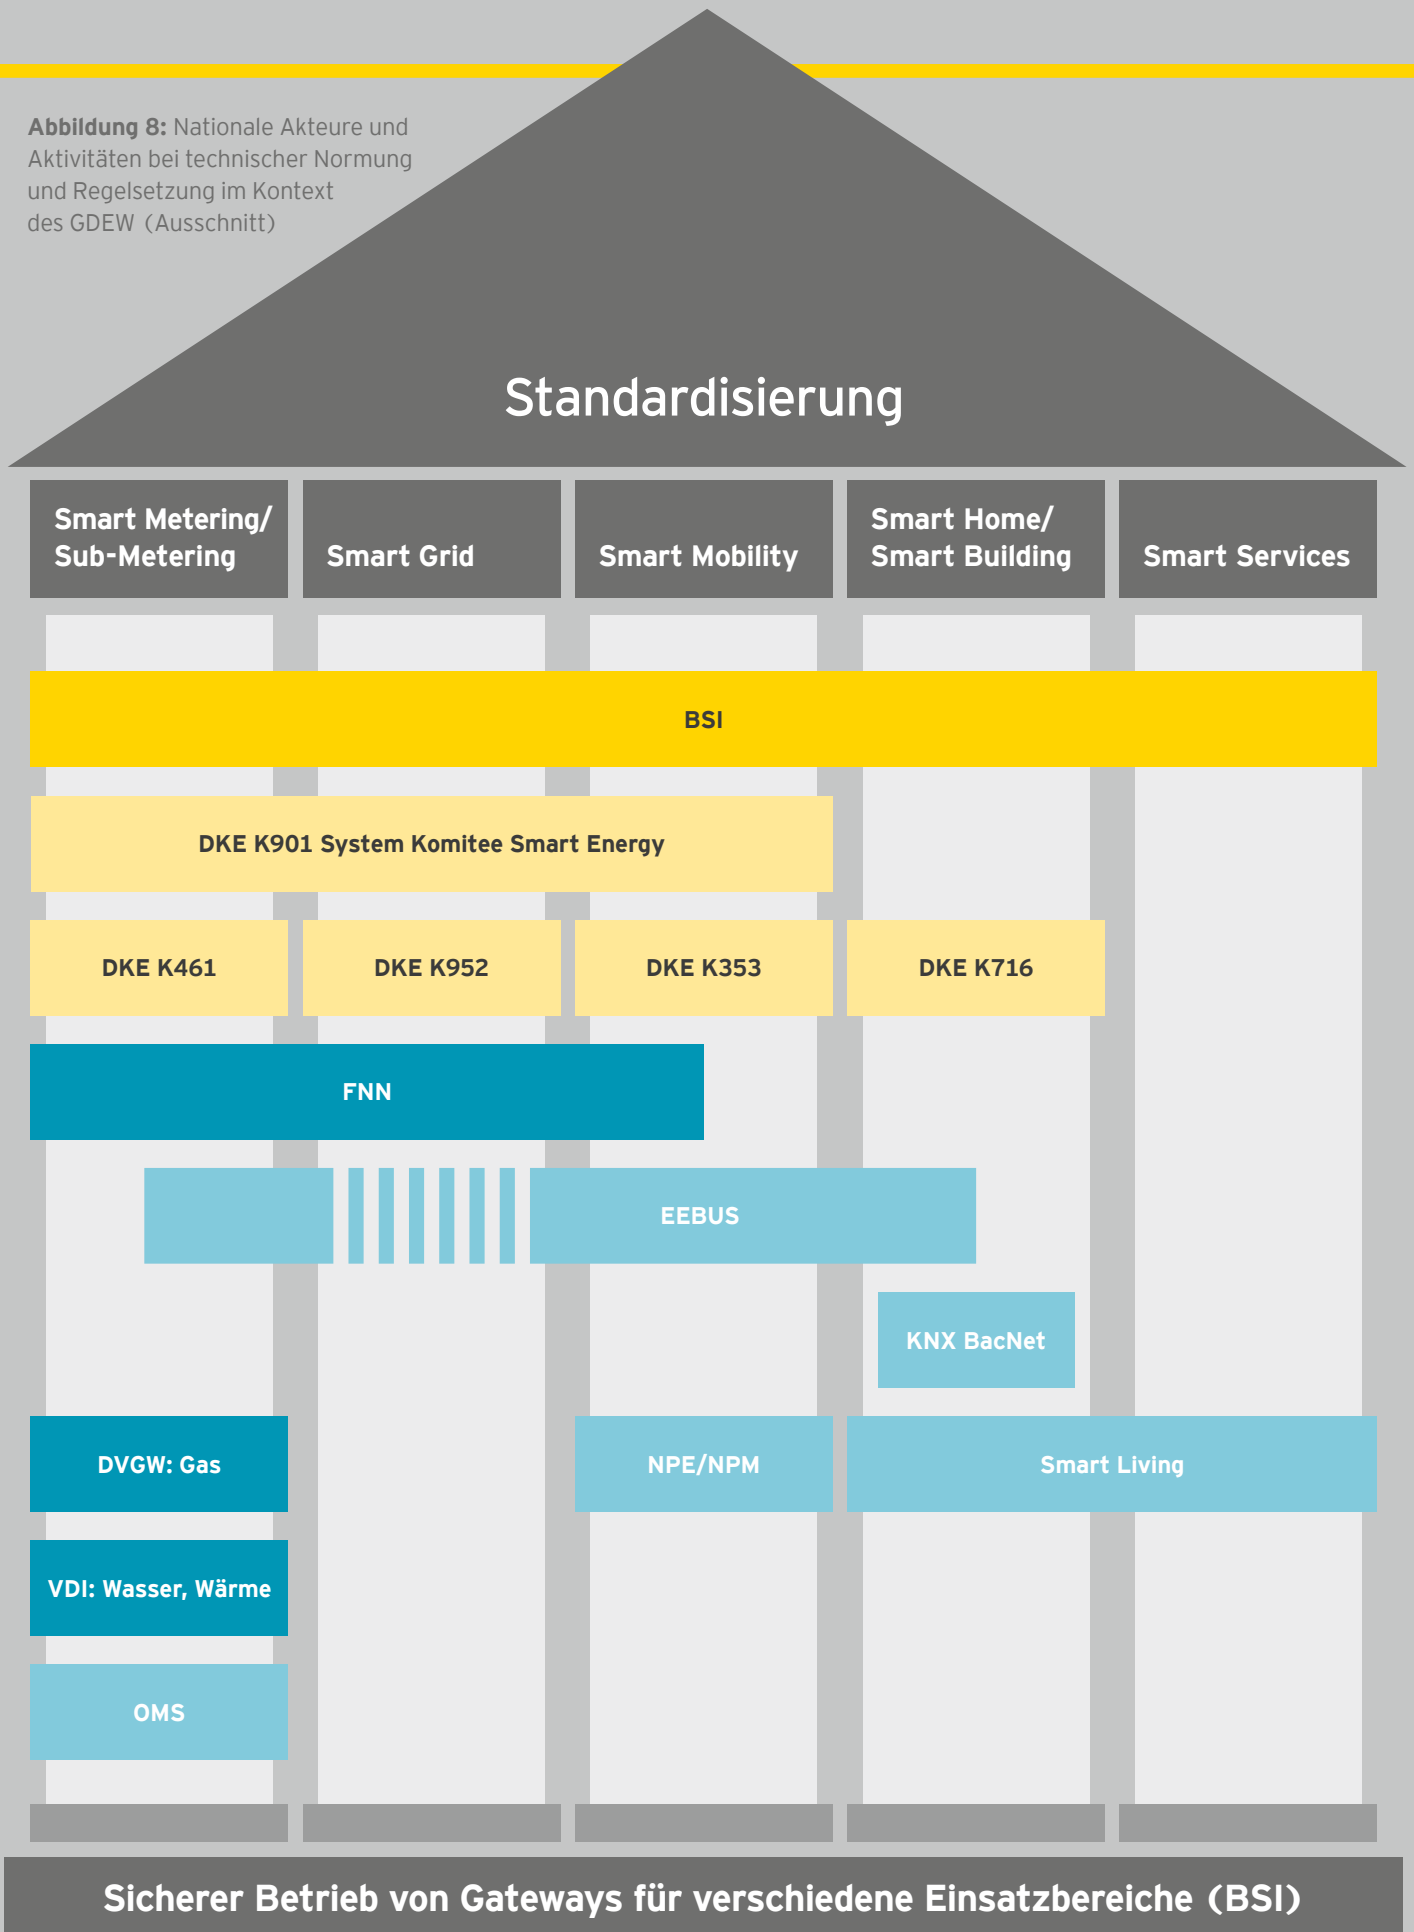 Abbildung 8: Nationale Akteure und
Aktivitäten bei technischer Normung
und Regelsetzung im Kontext
des GDEW (Ausschnitt)
Standardisierung
Smart Metering/
Sub-Metering
Smart Grid
Smart Mobility
Smart Home/
Smart Building
Smart Services
BSI
DKE K901 System Komitee Smart Energy
DKE K461
DKE K952
DKE K353
DKE K716
FNN
EEBUS
KNX BacNet
DVGW: Gas
NPE/NPM
Smart Living
VDI: Wasser, Wärme
OMS
Sicherer Betrieb von Gateways für verschiedene Einsatzbereiche (BSI)